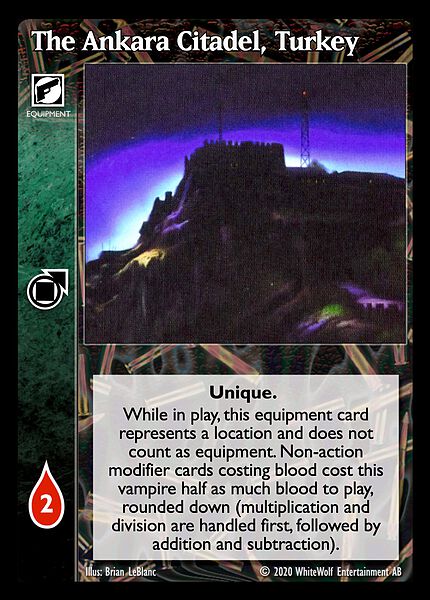 The Ankara Citadel, Turkey
EQUIPMENT
Unique.
While in play, this equipment card
represents a location and does not
count as equipment. Non-action
modifier cards costing blood cost this
vampire half as much blood to play,
rounded down (multiplication and
division are handled first, followed by
addition and subtraction).
2
Illus: Brian LeBlanc
© 2020 WhiteWolf Entertainment AB